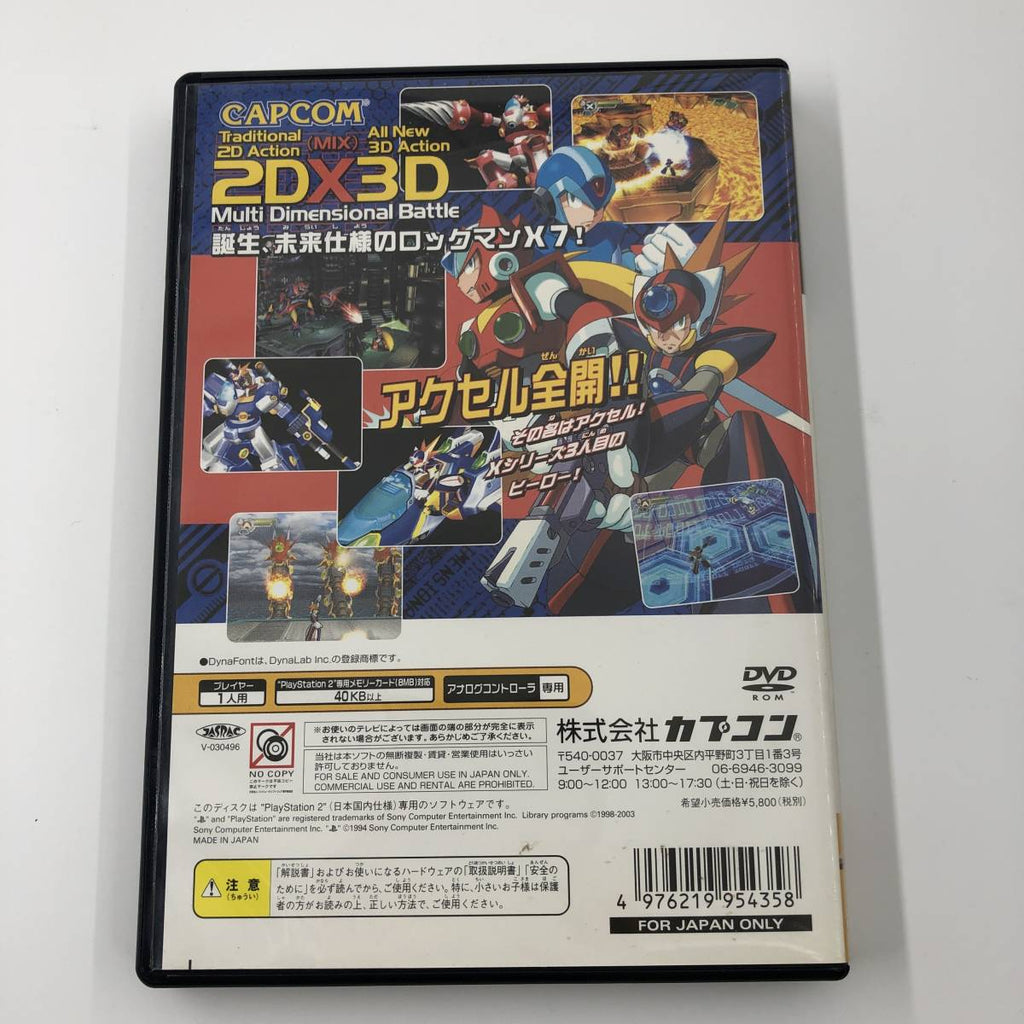 CAPCOM®
Traditional 2D Action
(MIX)
All New 3D Action
2DX3D
Multi Dimensional Battle
たんじょう みらいしよう
誕生、未来仕様のロックマンX7!
ぜんかい
アクセル全開!!
その名はアクセル!
Xシリーズ3人目の
ヒーロー!
●DynaFontは、DynaLab Inc.の登録商標です。
プレイヤー
1人用
"PlayStation 2"専用メモリーカード(8MB)対応
40KB以上
アナログコントローラ 専用
DVD
ROM
JASRAC
V-030496
NO COPY
※お使いのテレビによっては画面の端の部分が完全に表示
されない場合がございます。あらかじめご了承ください。
当社は本ソフトの無断複製・賃貸・営業使用はいっさい
許可しておりません。
FOR SALE AND CONSUMER USE IN JAPAN ONLY.
COMMERCIAL USE AND RENTAL ARE PROHIBITED.
株式会社 カプコン®
〒540-0037 大阪市中央区内平野町3丁目1番3号
ユーザーサポートセンター 06-6946-3099
9:00〜12:00 13:00〜17:30(土・日・祝日を除く)
希望小売価格¥5,800(税別)
このディスクは "PlayStation 2"(日本国内仕様)専用のソフトウェアです。
" " and "PlayStation" are registered trademarks of Sony Computer Entertainment Inc. Library programs ©1998-2003
Sony Computer Entertainment Inc. " " ©1994 Sony Computer Entertainment Inc.
MADE IN JAPAN
注意
(ちゅうい)
「解説書」およびお使いになるハードウェアの「取扱説明書」「安全の
ために」を必ず読んでから、ご使用ください。特に、小さいお子様は保護
者の方がお読みの上、正しい方法で、ご使用ください。
4 976219 954358
FOR JAPAN ONLY